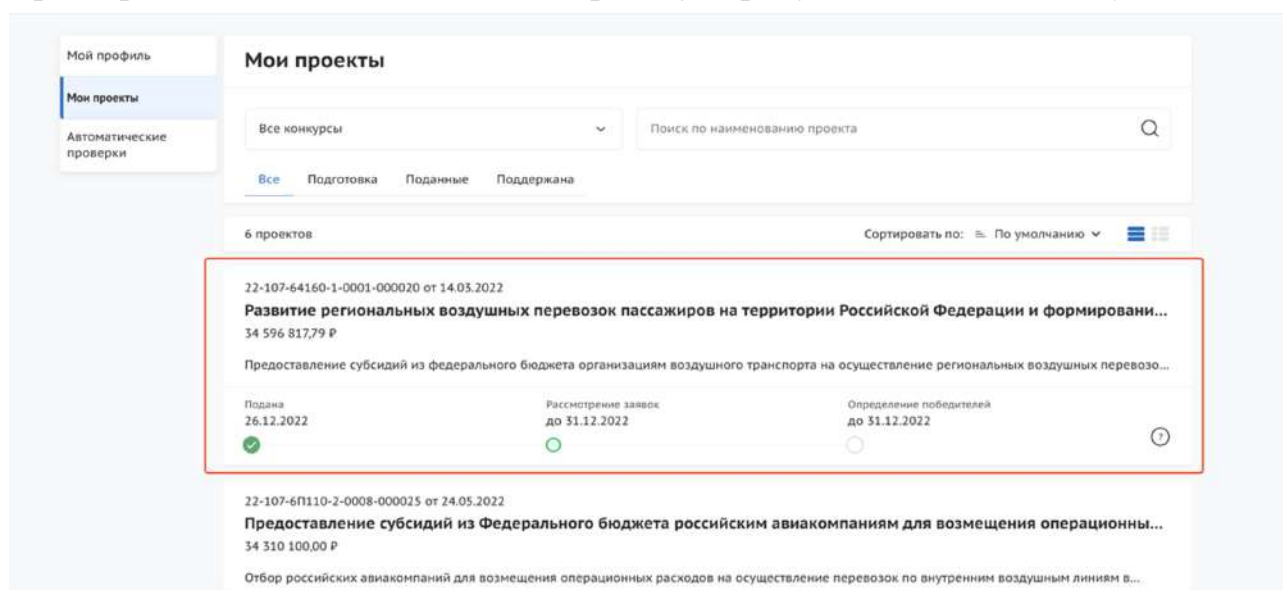 Мой профиль
Мои проекты
Автоматические
проверки
Мои проекты
Все конкурсы
Поиск по наименованию проекта
Все Подготовка Поданные Поддержана
6 проектов
Сортировать по: По умолчанию
22-107-64160-1-0001-000020 от 14.03.2022
Развитие региональных воздушных перевозок пассажиров на территории Российской Федерации и формировани...
34 596 817,79 ₽
Предоставление субсидий из федерального бюджета организациям воздушного транспорта на осуществление региональных воздушных перевозо...
Подана Рассмотрение заявок Определение победителей
26.12.2022 до 31.12.2022 до 31.12.2022
22-107-6П110-2-0008-000025 от 24.05.2022
Предоставление субсидий из Федерального бюджета российским авиакомпаниям для возмещения операционны...
34 310 100,00 ₽
Отбор российских авиакомпаний для возмещения операционных расходов на осуществление перевозок по внутренним воздушным линиям в...